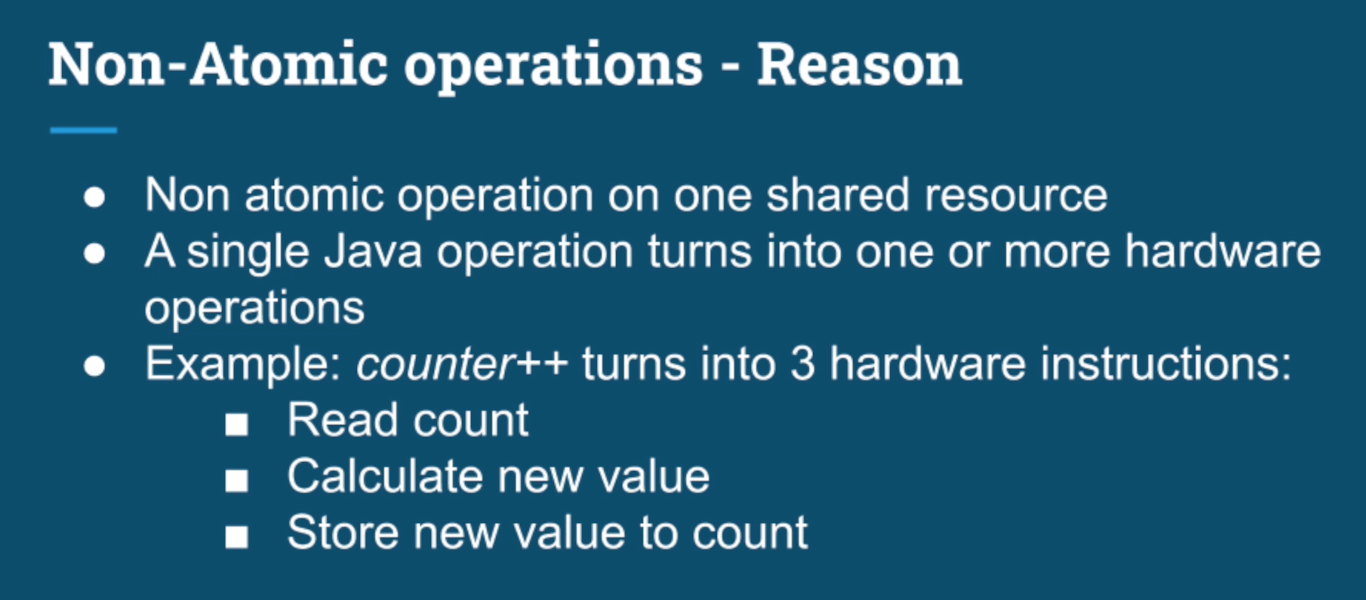 Non-Atomic operations - Reason
● Non atomic operation on one shared resource
● A single Java operation turns into one or more hardware
operations
● Example: counter++ turns into 3 hardware instructions:
■ Read count
■ Calculate new value
■ Store new value to count